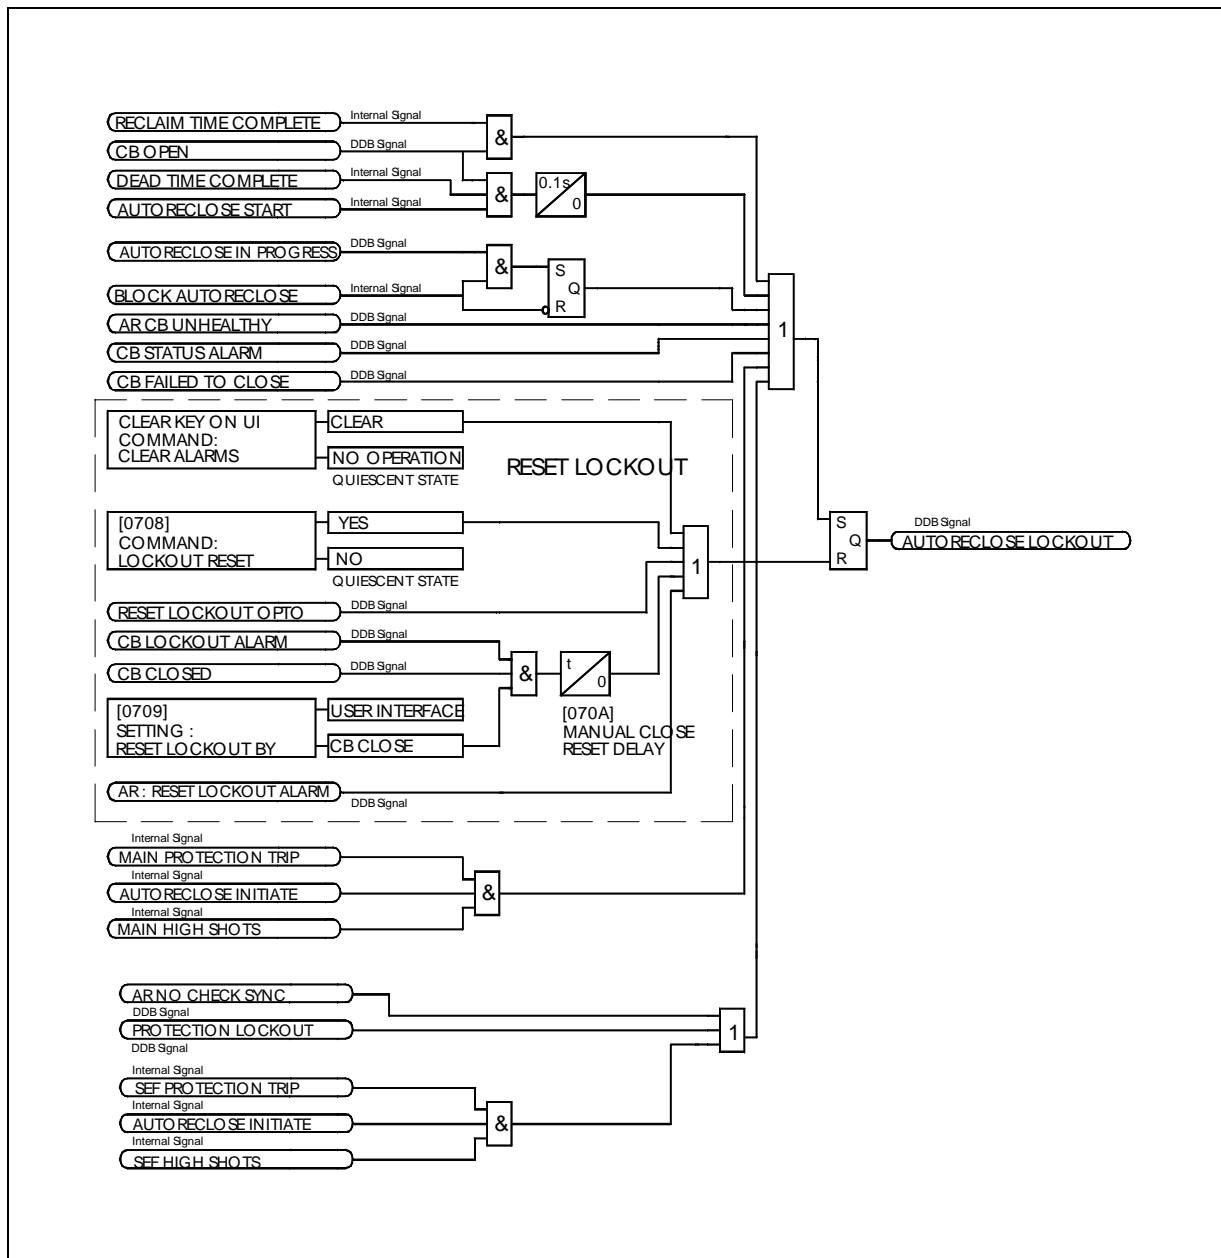 RECLAIM TIME COMPLETE
Internal Signal
&
CB OPEN
DDB Signal
DEAD TIME COMPLETE
Internal Signal
&
0.1s
0
AUTORECLOSE START
Internal Signal
AUTORECLOSE IN PROGRESS
DDB Signal
&
S
Q
R
BLOCK AUTORECLOSE
Internal Signal
AR CB UNHEALTHY
DDB Signal
1
CB STATUS ALARM
DDB Signal
CB FAILED TO CLOSE
DDB Signal
CLEAR KEY ON UI
COMMAND:
CLEAR ALARMS
CLEAR
NO OPERATION
QUIESCENT STATE
RESET LOCKOUT
[0708]
COMMAND:
LOCKOUT RESET
YES
NO
QUIESCENT STATE
1
S
Q
R
DDB Signal
AUTORECLOSE LOCKOUT
RESET LOCKOUT OPTO
DDB Signal
CB LOCKOUT ALARM
DDB Signal
CB CLOSED
DDB Signal
&
t
0
[070A]
MANUAL CLOSE
RESET DELAY
[0709]
SETTING :
RESET LOCKOUT BY
USER INTERFACE
CB CLOSE
AR : RESET LOCKOUT ALARM
DDB Signal
Internal Signal
MAIN PROTECTION TRIP
Internal Signal
AUTORECLOSE INITIATE
&
Internal Signal
MAIN HIGH SHOTS
AR NO CHECK SYNC
DDB Signal
PROTECTION LOCKOUT
1
DDB Signal
Internal Signal
SEF PROTECTION TRIP
Internal Signal
AUTORECLOSE INITIATE
&
Internal Signal
SEF HIGH SHOTS